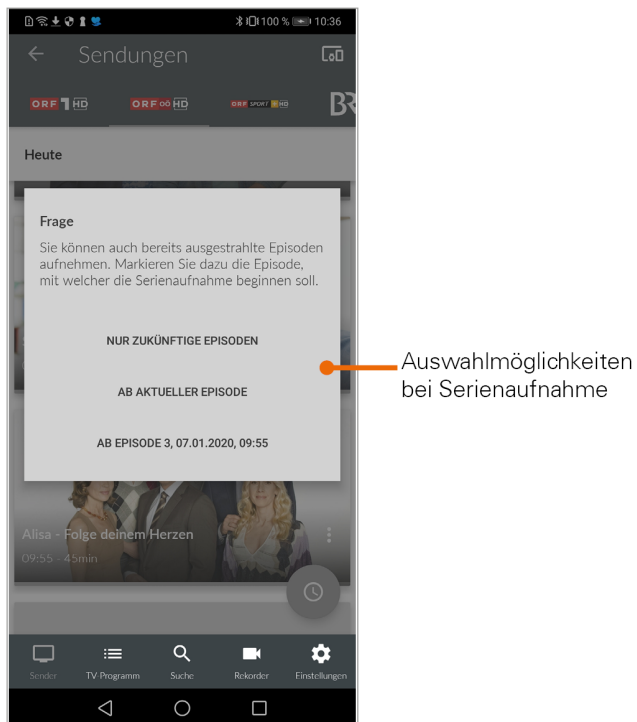 100 % 10:36
Sendungen
ORF 1 HD ORF OÖ HD ORF SPORT + HD BR
Heute
Frage
Sie können auch bereits ausgestrahlte Episoden
aufnehmen. Markieren Sie dazu die Episode,
mit welcher die Serienaufnahme beginnen soll.
NUR ZUKÜNFTIGE EPISODEN
AB AKTUELLER EPISODE
AB EPISODE 3, 07.01.2020, 09:55
Auswahlmöglichkeiten
bei Serienaufnahme
Alisa - Folge deinem Herzen
09:55 - 45min
Sender TV Programm Suche Rekorder Einstellungen